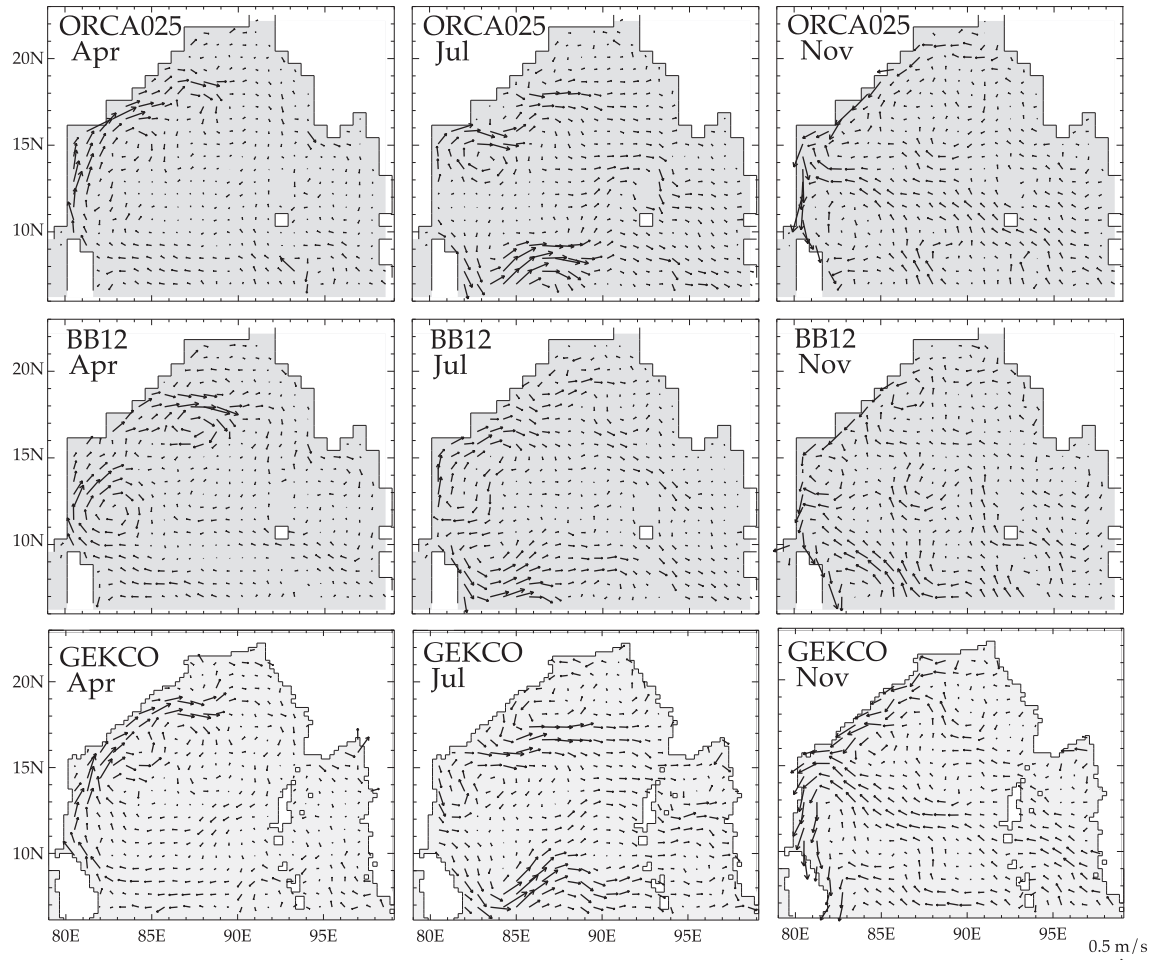 ORCA025
Apr
ORCA025
Jul
ORCA025
Nov
20N
15N
10N
BB12
Apr
BB12
Jul
BB12
Nov
20N
15N
10N
GEKCO
Apr
GEKCO
Jul
GEKCO
Nov
20N
15N
10N
80E 85E 90E 95E 80E 85E 90E 95E 80E 85E 90E 95E
0.5 m/s